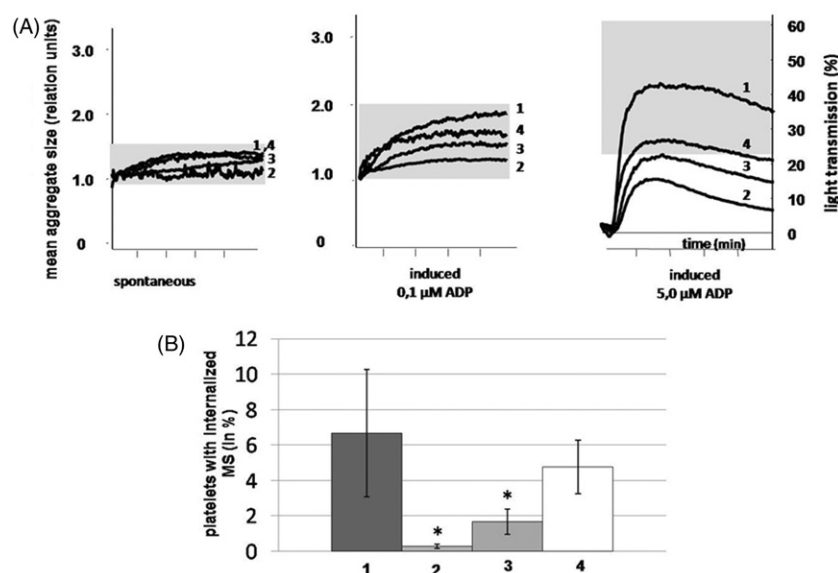 (A)
mean aggregate size (relation units)
3.0
2.0
1.0
0
1,4
3
2
spontaneous
3.0
2.0
1.0
0
1
4
3
2
induced
0,1 µM ADP
1
4
3
2
60
50
40
30
20
10
0
light transmission (%)
time (min)
induced
5,0 µM ADP
(B)
platelets with internalized
MS (in %)
12
10
8
6
4
2
0
* *
1 2 3 4